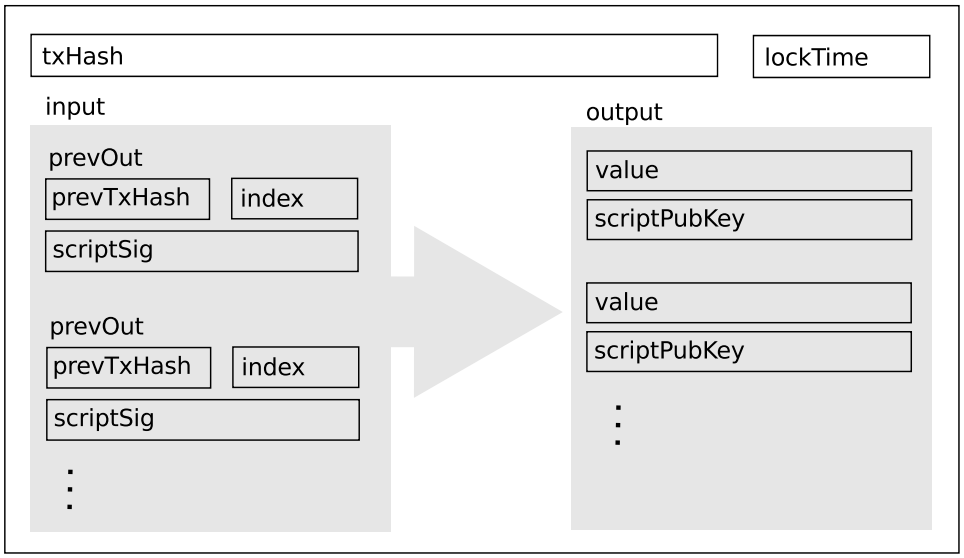 txHash
lockTime
input
prevOut
prevTxHash
index
scriptSig
prevOut
prevTxHash
index
scriptSig
output
value
scriptPubKey
value
scriptPubKey